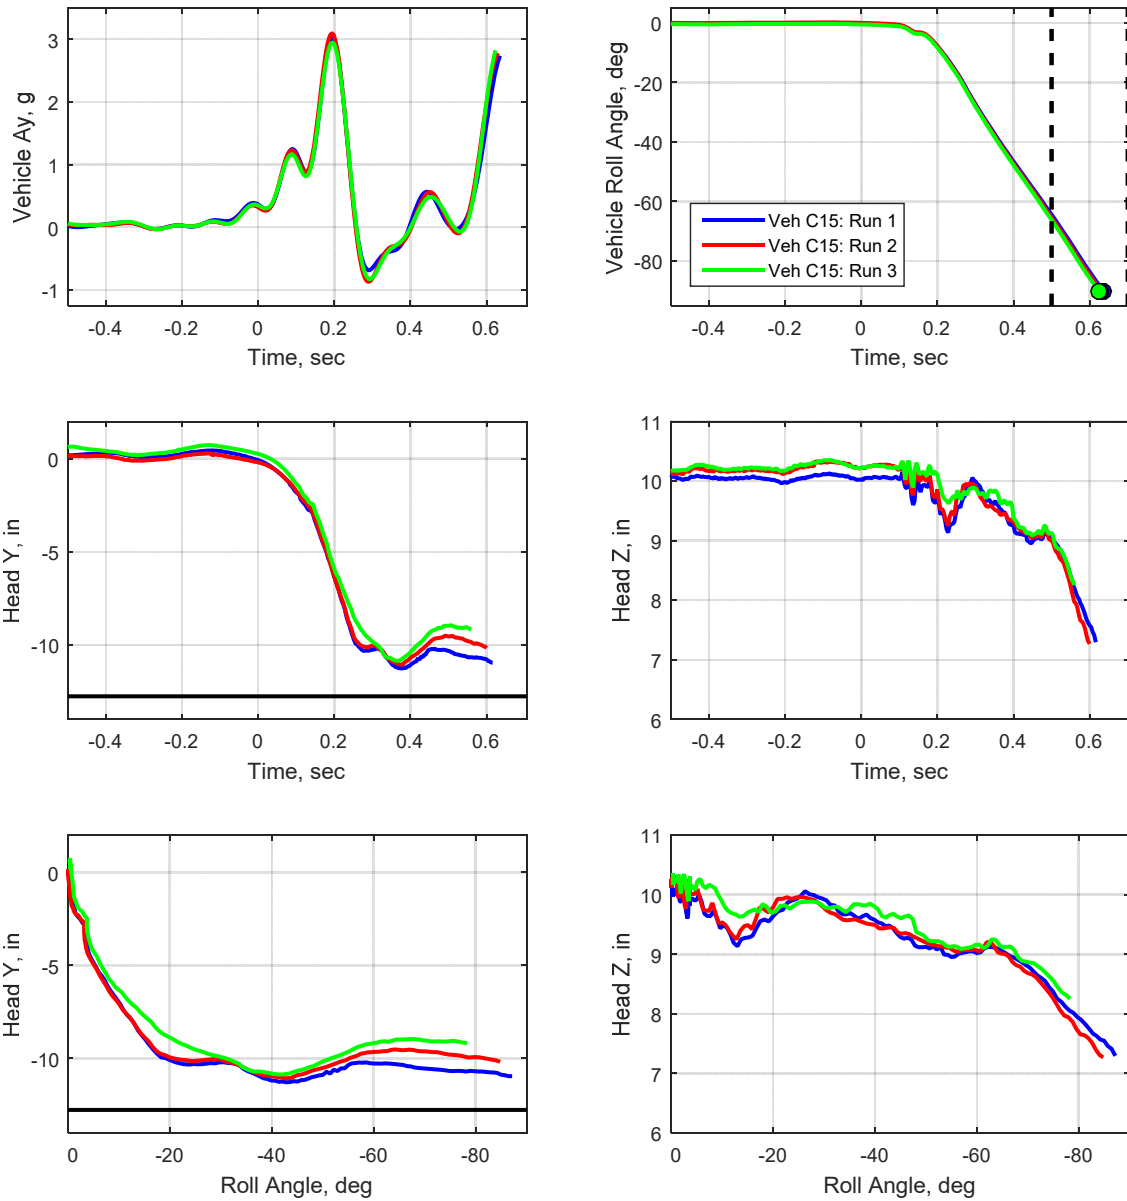 Vehicle Ay, g
3
2
1
0
-1
-0.4 -0.2 0 0.2 0.4 0.6
Time, sec
Vehicle Roll Angle, deg
0
-20
-40
-60
-80
Veh C15: Run 1
Veh C15: Run 2
Veh C15: Run 3
-0.4 -0.2 0 0.2 0.4 0.6
Time, sec
Head Y, in
0
-5
-10
-0.4 -0.2 0 0.2 0.4 0.6
Time, sec
Head Z, in
11
10
9
8
7
6
-0.4 -0.2 0 0.2 0.4 0.6
Time, sec
Head Y, in
0
-5
-10
0 -20 -40 -60 -80
Roll Angle, deg
Head Z, in
11
10
9
8
7
6
0 -20 -40 -60 -80
Roll Angle, deg